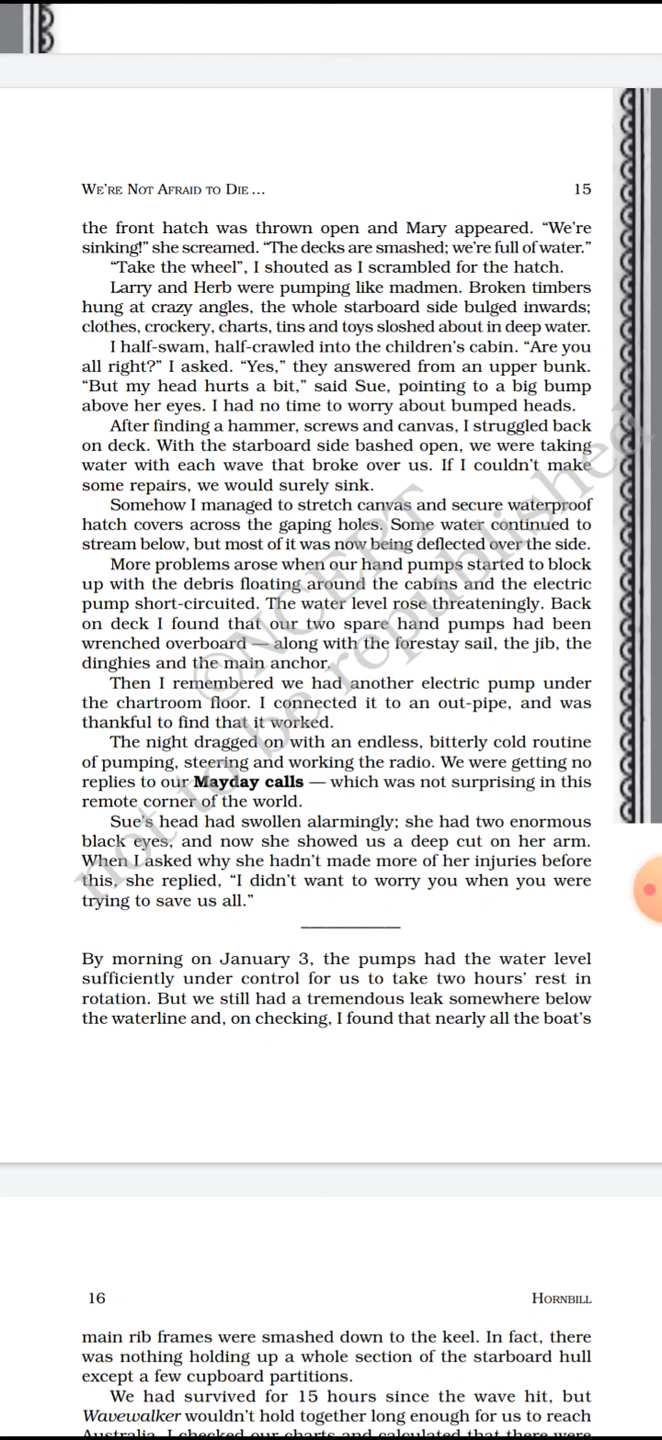 WE'RE NOT AFRAID TO DIE ...
15
the front hatch was thrown open and Mary appeared. “We're
sinking!” she screamed. “The decks are smashed; we're full of water.”
“Take the wheel”, I shouted as I scrambled for the hatch.
Larry and Herb were pumping like madmen. Broken timbers
hung at crazy angles, the whole starboard side bulged inwards;
clothes, crockery, charts, tins and toys sloshed about in deep water.
I half-swam, half-crawled into the children's cabin. “Are you
all right?” I asked. “Yes,” they answered from an upper bunk.
“But my head hurts a bit,” said Sue, pointing to a big bump
above her eyes. I had no time to worry about bumped heads.
After finding a hammer, screws and canvas, I struggled back
on deck. With the starboard side bashed open, we were taking
water with each wave that broke over us. If I couldn't make
some repairs, we would surely sink.
Somehow I managed to stretch canvas and secure waterproof
hatch covers across the gaping holes. Some water continued to
stream below, but most of it was now being deflected over the side.
More problems arose when our hand pumps started to block
up with the debris floating around the cabins and the electric
pump short-circuited. The water level rose threateningly. Back
on deck I found that our two spare hand pumps had been
wrenched overboard — along with the forestay sail, the jib, the
dinghies and the main anchor.
Then I remembered we had another electric pump under
the chartroom floor. I connected it to an out-pipe, and was
thankful to find that it worked.
The night dragged on with an endless, bitterly cold routine
of pumping, steering and working the radio. We were getting no
replies to our Mayday calls — which was not surprising in this
remote corner of the world.
Sue's head had swollen alarmingly; she had two enormous
black eyes, and now she showed us a deep cut on her arm.
When I asked why she hadn't made more of her injuries before
this, she replied, “I didn't want to worry you when you were
trying to save us all.”
By morning on January 3, the pumps had the water level
sufficiently under control for us to take two hours' rest in
rotation. But we still had a tremendous leak somewhere below
the waterline and, on checking, I found that nearly all the boat's
©NCERT
not to be republished
16
HORNBILL
main rib frames were smashed down to the keel. In fact, there
was nothing holding up a whole section of the starboard hull
except a few cupboard partitions.
We had survived for 15 hours since the wave hit, but
Wavewalker wouldn't hold together long enough for us to reach
Australia. I checked our charts and calculated that there were